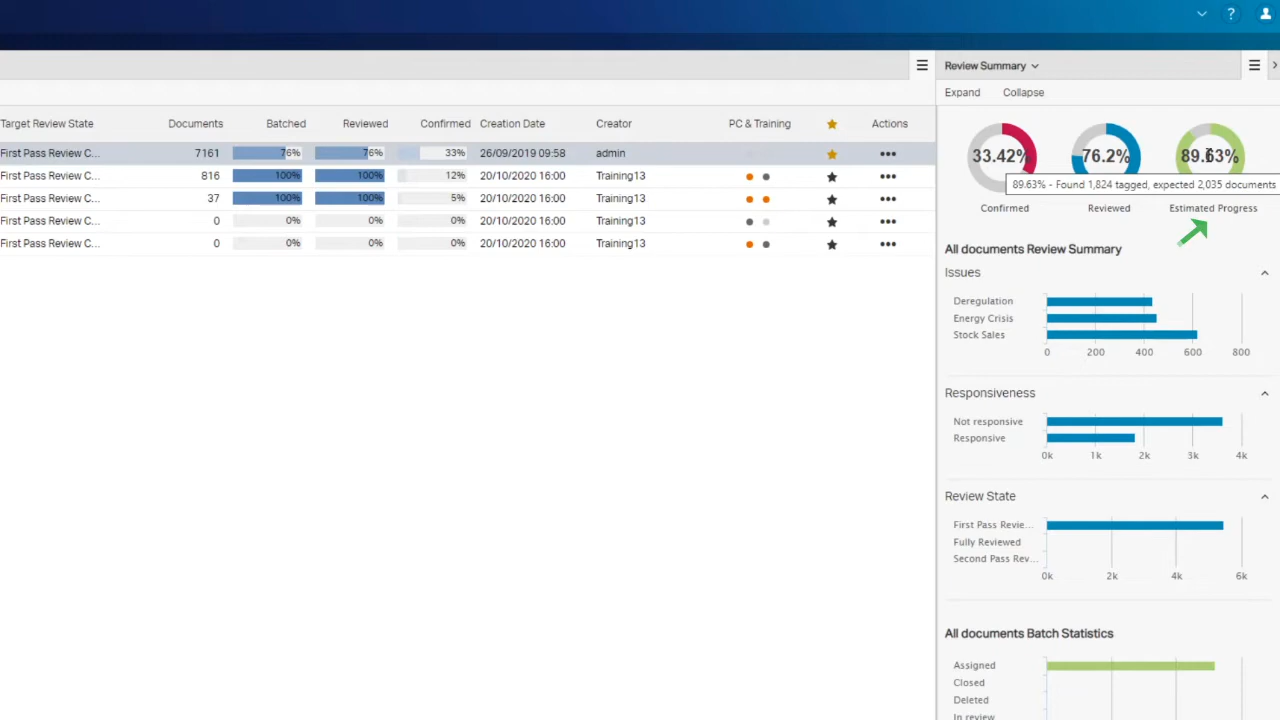 ?
Review Summary
Expand Collapse
Target Review State Documents Batched Reviewed Confirmed Creation Date Creator PC & Training Actions
First Pass Review C... 7161 76% 76% 33% 26/09/2019 09:58 admin
First Pass Review C... 816 100% 100% 12% 20/10/2020 16:00 Training13
First Pass Review C... 37 100% 100% 5% 20/10/2020 16:00 Training13
First Pass Review C... 0 0% 0% 0% 20/10/2020 16:00 Training13
First Pass Review C... 0 0% 0% 0% 20/10/2020 16:00 Training13
33.42% 76.2% 89.63%
89.63% - Found 1,824 tagged, expected 2,035 documents
Confirmed Reviewed Estimated Progress
All documents Review Summary
Issues
Deregulation
Energy Crisis
Stock Sales
0 200 400 600 800
Responsiveness
Not responsive
Responsive
0k 1k 2k 3k 4k
Review State
First Pass Revie...
Fully Reviewed
Second Pass Rev...
0k 2k 4k 6k
All documents Batch Statistics
Assigned
Closed
Deleted
In review